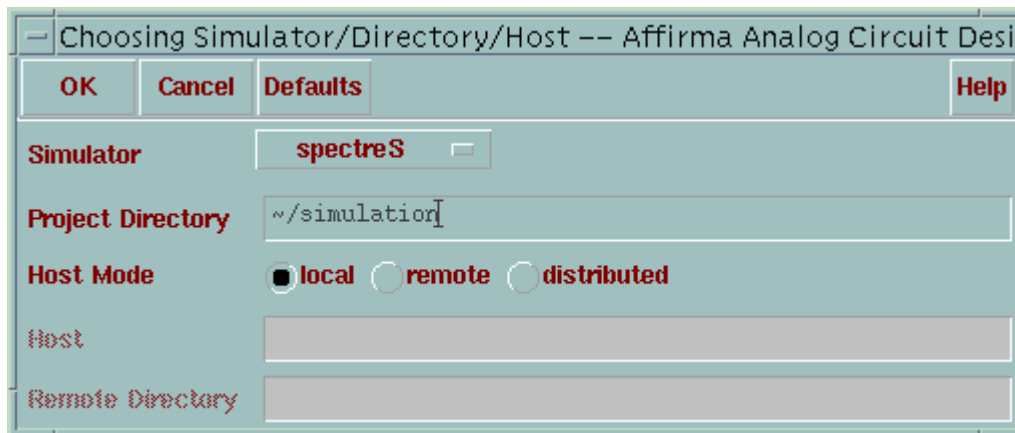 Choosing Simulator/Directory/Host -- Affirma Analog Circuit Desi
OK Cancel Defaults Help
Simulator spectreS
Project Directory ~/simulation
Host Mode local remote distributed
Host
Remote Directory